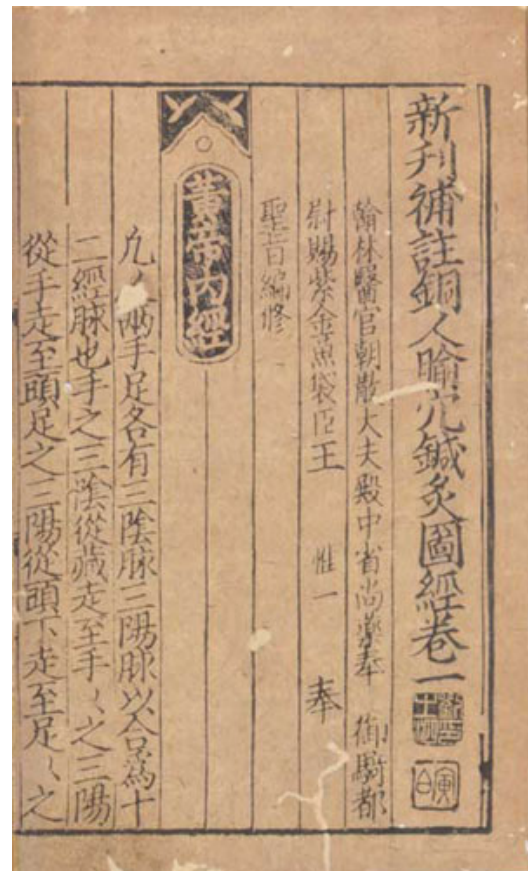 新刋補註銅人腧穴鍼灸圖經卷一
翰林醫官朝散大夫殿中省尚藥奉　御騎都
尉賜紫金魚袋臣王　惟一　奉
聖旨編修
黃帝内經
凡人兩手足各有三陰脉三陽脉以合為十
二經脉也手之三陰從藏走至手〻之三陽
從手走至頭足之三陽從頭下走至足〻之